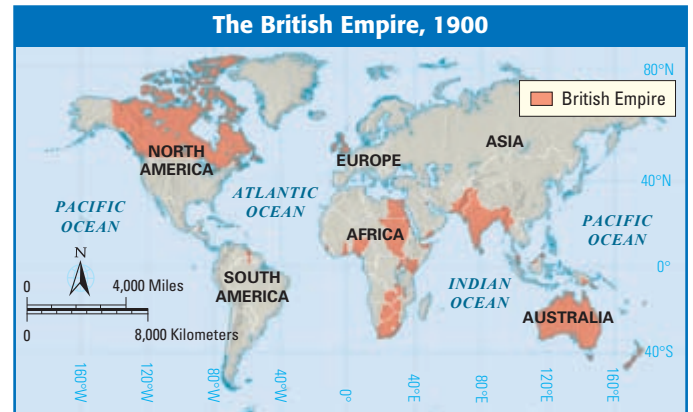 The British Empire, 1900
80°N
British Empire
ASIA
NORTH
AMERICA
EUROPE
40°N
ATLANTIC
OCEAN
PACIFIC
OCEAN
PACIFIC
OCEAN
AFRICA
N
0°
SOUTH
AMERICA
INDIAN
OCEAN
0 4,000 Miles
AUSTRALIA
0 8,000 Kilometers
40°S
160°W 120°W 80°W 40°W 0° 40°E 80°E 120°E 160°E